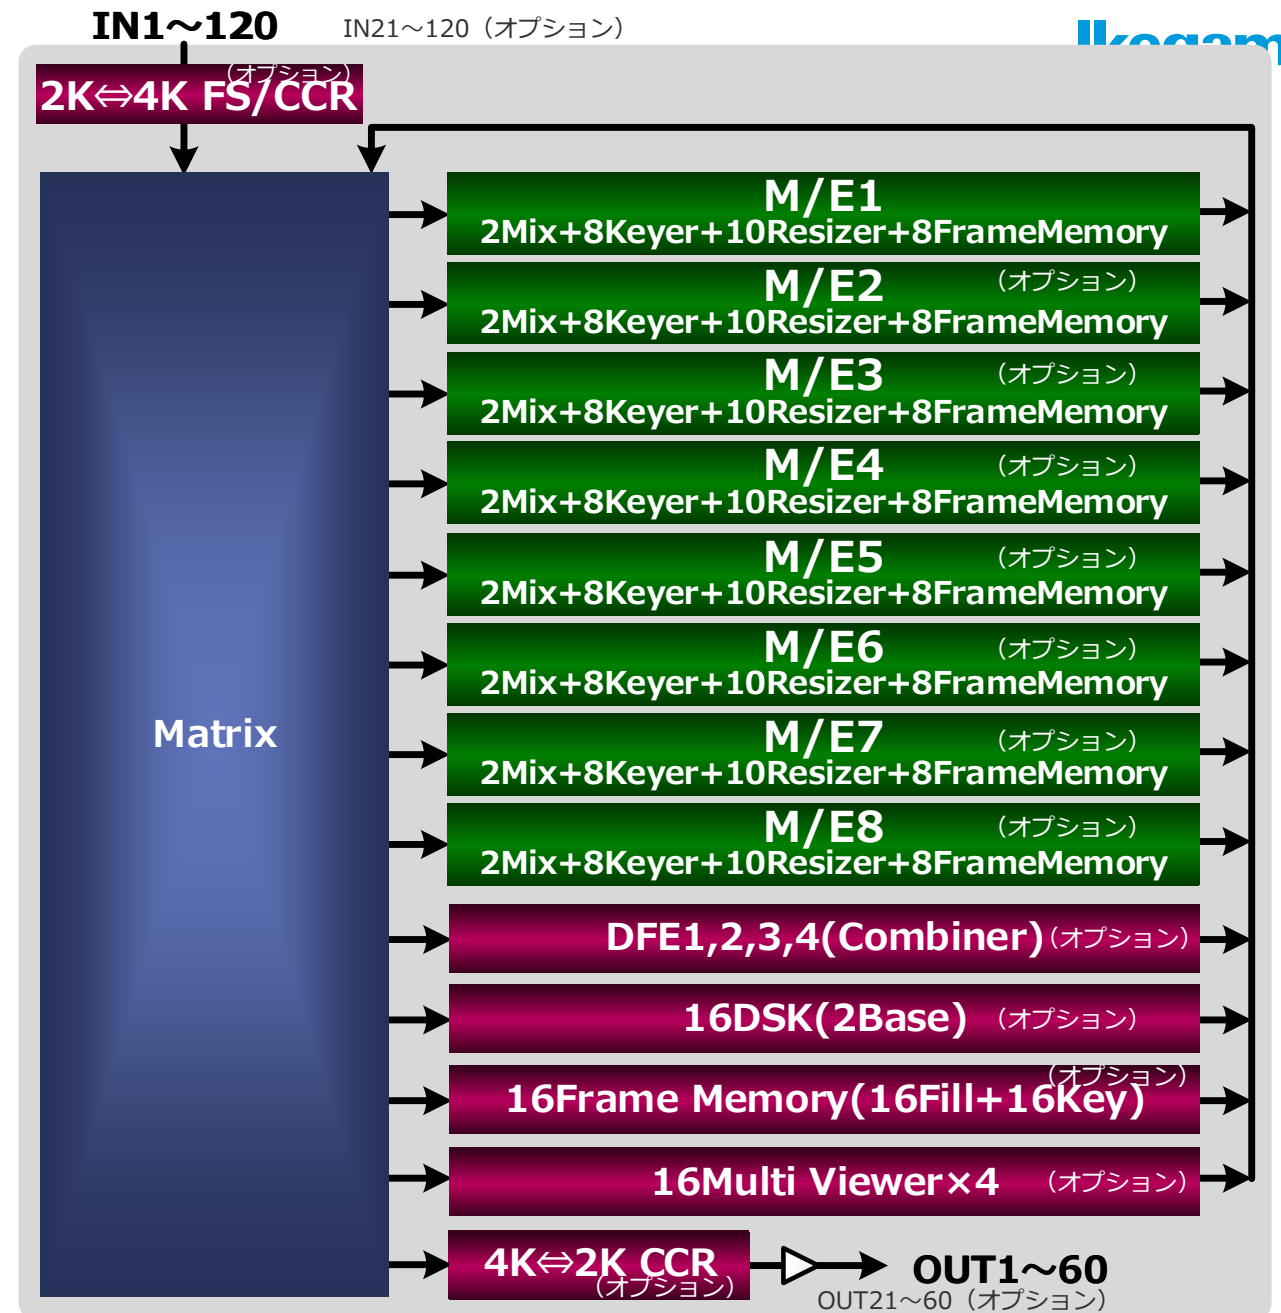 IN1～120
IN21～120（オプション）
Ikegam
（オプション）
2K⇔4K FS/CCR
Matrix
M/E1
2Mix+8Keyer+10Resizer+8FrameMemory
M/E2 （オプション）
2Mix+8Keyer+10Resizer+8FrameMemory
M/E3 （オプション）
2Mix+8Keyer+10Resizer+8FrameMemory
M/E4 （オプション）
2Mix+8Keyer+10Resizer+8FrameMemory
M/E5 （オプション）
2Mix+8Keyer+10Resizer+8FrameMemory
M/E6 （オプション）
2Mix+8Keyer+10Resizer+8FrameMemory
M/E7 （オプション）
2Mix+8Keyer+10Resizer+8FrameMemory
M/E8 （オプション）
2Mix+8Keyer+10Resizer+8FrameMemory
DFE1,2,3,4(Combiner)（オプション）
16DSK(2Base) （オプション）
（オプション）
16Frame Memory(16Fill+16Key)
16Multi Viewer×4 （オプション）
4K⇔2K CCR
（オプション）
OUT1～60
OUT21～60（オプション）